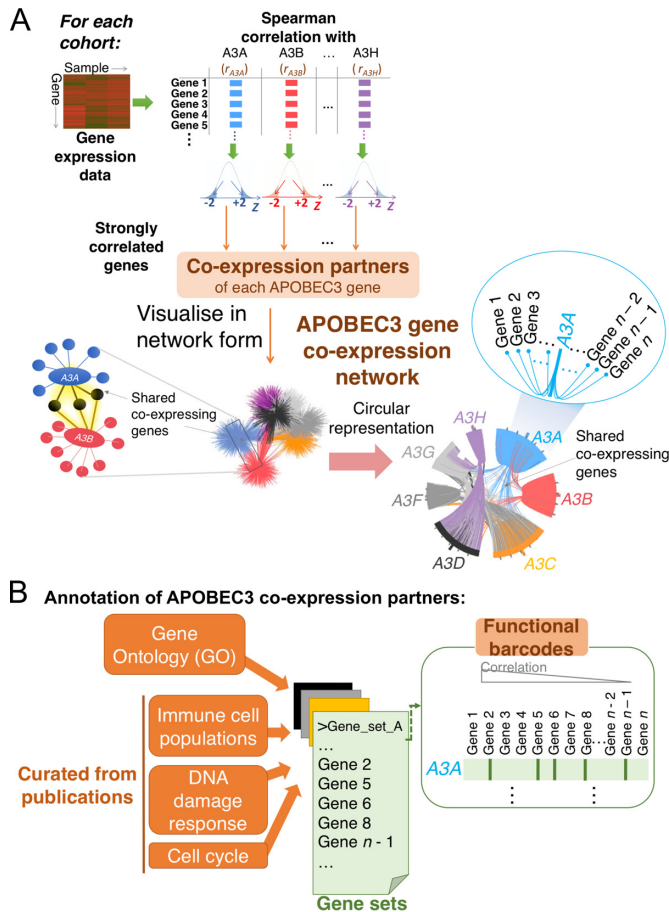 A
For each
cohort:
Sample
Gene
Gene
expression
data
Spearman
correlation with
A3A A3B ... A3H
(rA3A) (rA3B) (rA3H)
Gene 1
Gene 2
Gene 3
Gene 4
Gene 5
...
-2 +2 Z -2 +2 Z -2 +2 Z
...
Strongly
correlated
genes
...
Co-expression partners
of each APOBEC3 gene
Visualise in
network form
APOBEC3 gene
co-expression
network
A3A
A3B
Shared
co-expressing
genes
Circular
representation
Gene 1
Gene 2
Gene 3
A3A
Gene n - 2
Gene n - 1
Gene n
A3H
A3A
A3G
Shared
co-expressing
genes
A3F
A3B
A3D
A3C
B
Annotation of APOBEC3 co-expression partners:
Gene
Ontology (GO)
Immune cell
populations
Curated from
publications
DNA
damage
response
Cell cycle
>Gene_set_A
...
Gene 2
Gene 5
Gene 6
Gene 8
Gene n - 1
...
Gene sets
Functional
barcodes
Correlation
Gene 1
Gene 2
Gene 3
Gene 4
Gene 5
Gene 6
Gene 7
Gene 8
Gene n - 2
Gene n - 1
Gene n
A3A